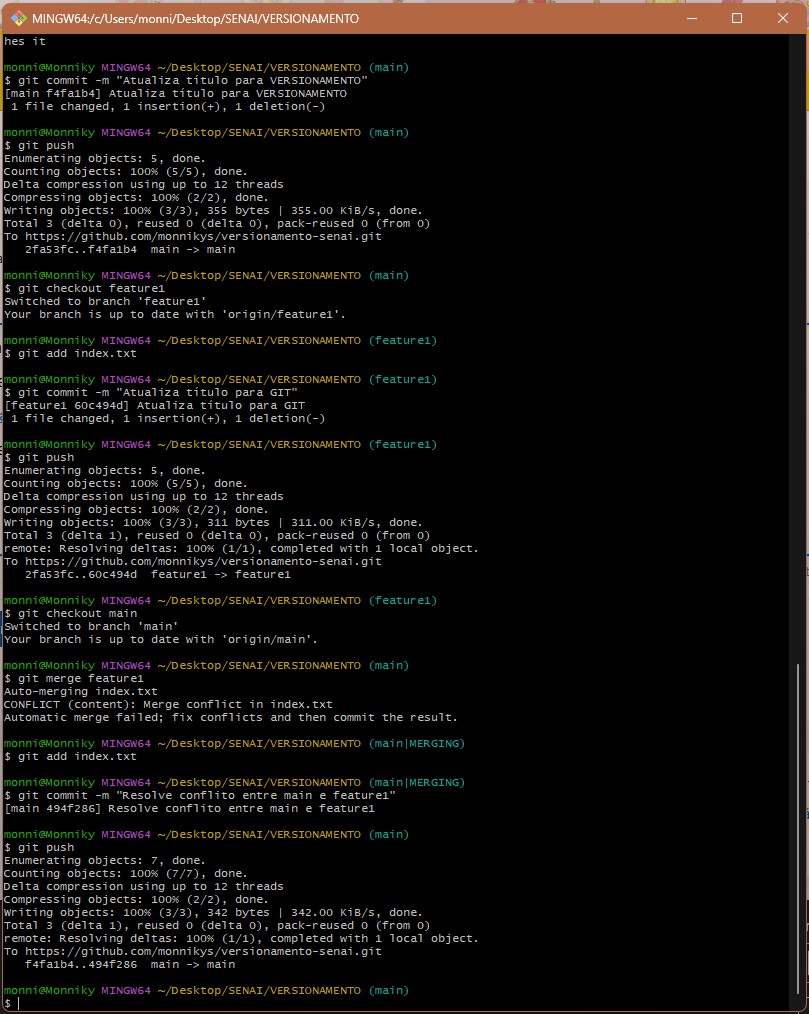 MINGW64:/c/Users/monni/Desktop/SENAI/VERSIONAMENTO
hes it
monni@Monniky MINGW64 ~/Desktop/SENAI/VERSIONAMENTO (main)
$ git commit -m "Atualiza título para VERSIONAMENTO"
[main f4fa1b4] Atualiza título para VERSIONAMENTO
 1 file changed, 1 insertion(+), 1 deletion(-)
monni@Monniky MINGW64 ~/Desktop/SENAI/VERSIONAMENTO (main)
$ git push
Enumerating objects: 5, done.
Counting objects: 100% (5/5), done.
Delta compression using up to 12 threads
Compressing objects: 100% (2/2), done.
Writing objects: 100% (3/3), 355 bytes | 355.00 KiB/s, done.
Total 3 (delta 0), reused 0 (delta 0), pack-reused 0 (from 0)
To https://github.com/monnikys/versionamento-senai.git
   2fa53fc..f4fa1b4  main -> main
monni@Monniky MINGW64 ~/Desktop/SENAI/VERSIONAMENTO (main)
$ git checkout feature1
Switched to branch 'feature1'
Your branch is up to date with 'origin/feature1'.
monni@Monniky MINGW64 ~/Desktop/SENAI/VERSIONAMENTO (feature1)
$ git add index.txt
monni@Monniky MINGW64 ~/Desktop/SENAI/VERSIONAMENTO (feature1)
$ git commit -m "Atualiza título para GIT"
[feature1 60c494d] Atualiza título para GIT
 1 file changed, 1 insertion(+), 1 deletion(-)
monni@Monniky MINGW64 ~/Desktop/SENAI/VERSIONAMENTO (feature1)
$ git push
Enumerating objects: 5, done.
Counting objects: 100% (5/5), done.
Delta compression using up to 12 threads
Compressing objects: 100% (2/2), done.
Writing objects: 100% (3/3), 311 bytes | 311.00 KiB/s, done.
Total 3 (delta 1), reused 0 (delta 0), pack-reused 0 (from 0)
remote: Resolving deltas: 100% (1/1), completed with 1 local object.
To https://github.com/monnikys/versionamento-senai.git
   2fa53fc..60c494d  feature1 -> feature1
monni@Monniky MINGW64 ~/Desktop/SENAI/VERSIONAMENTO (feature1)
$ git checkout main
Switched to branch 'main'
Your branch is up to date with 'origin/main'.
monni@Monniky MINGW64 ~/Desktop/SENAI/VERSIONAMENTO (main)
$ git merge feature1
Auto-merging index.txt
CONFLICT (content): Merge conflict in index.txt
Automatic merge failed; fix conflicts and then commit the result.
monni@Monniky MINGW64 ~/Desktop/SENAI/VERSIONAMENTO (main|MERGING)
$ git add index.txt
monni@Monniky MINGW64 ~/Desktop/SENAI/VERSIONAMENTO (main|MERGING)
$ git commit -m "Resolve conflito entre main e feature1"
[main 494f286] Resolve conflito entre main e feature1
monni@Monniky MINGW64 ~/Desktop/SENAI/VERSIONAMENTO (main)
$ git push
Enumerating objects: 7, done.
Counting objects: 100% (7/7), done.
Delta compression using up to 12 threads
Compressing objects: 100% (2/2), done.
Writing objects: 100% (3/3), 342 bytes | 342.00 KiB/s, done.
Total 3 (delta 1), reused 0 (delta 0), pack-reused 0 (from 0)
remote: Resolving deltas: 100% (1/1), completed with 1 local object.
To https://github.com/monnikys/versionamento-senai.git
   f4fa1b4..494f286  main -> main
monni@Monniky MINGW64 ~/Desktop/SENAI/VERSIONAMENTO (main)
$